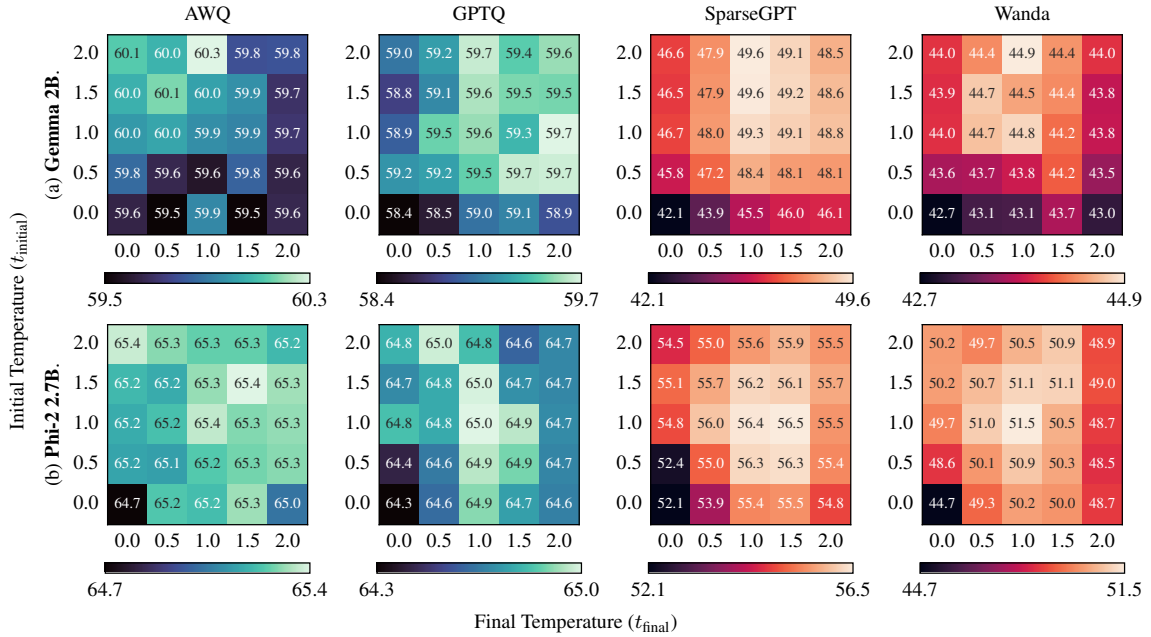 AWQ GPTQ SparseGPT Wanda
Initial Temperature (t_initial)
(a) Gemma 2B.
2.0 60.1 60.0 60.3 59.8 59.8 2.0 59.0 59.2 59.7 59.4 59.6 2.0 46.6 47.9 49.6 49.1 48.5 2.0 44.0 44.4 44.9 44.4 44.0
1.5 60.0 60.1 60.0 59.9 59.7 1.5 58.8 59.1 59.6 59.5 59.5 1.5 46.5 47.9 49.6 49.2 48.6 1.5 43.9 44.7 44.5 44.4 43.8
1.0 60.0 60.0 59.9 59.9 59.7 1.0 58.9 59.5 59.6 59.3 59.7 1.0 46.7 48.0 49.3 49.1 48.8 1.0 44.0 44.7 44.8 44.2 43.8
0.5 59.8 59.6 59.6 59.8 59.6 0.5 59.2 59.2 59.5 59.7 59.7 0.5 45.8 47.2 48.4 48.1 48.1 0.5 43.6 43.7 43.8 44.2 43.5
0.0 59.6 59.5 59.9 59.5 59.6 0.0 58.4 58.5 59.0 59.1 58.9 0.0 42.1 43.9 45.5 46.0 46.1 0.0 42.7 43.1 43.1 43.7 43.0
0.0 0.5 1.0 1.5 2.0 0.0 0.5 1.0 1.5 2.0 0.0 0.5 1.0 1.5 2.0 0.0 0.5 1.0 1.5 2.0
59.5 60.3 58.4 59.7 42.1 49.6 42.7 44.9
(b) Phi-2 2.7B.
2.0 65.4 65.3 65.3 65.3 65.2 2.0 64.8 65.0 64.8 64.6 64.7 2.0 54.5 55.0 55.6 55.9 55.5 2.0 50.2 49.7 50.5 50.9 48.9
1.5 65.2 65.2 65.3 65.4 65.3 1.5 64.7 64.8 65.0 64.7 64.7 1.5 55.1 55.7 56.2 56.1 55.7 1.5 50.2 50.7 51.1 51.1 49.0
1.0 65.2 65.2 65.4 65.3 65.3 1.0 64.8 64.8 65.0 64.9 64.7 1.0 54.8 56.0 56.4 56.5 55.5 1.0 49.7 51.0 51.5 50.5 48.7
0.5 65.2 65.1 65.2 65.3 65.3 0.5 64.4 64.6 64.9 64.9 64.7 0.5 52.4 55.0 56.3 56.3 55.4 0.5 48.6 50.1 50.9 50.3 48.5
0.0 64.7 65.2 65.2 65.3 65.0 0.0 64.3 64.6 64.9 64.7 64.6 0.0 52.1 53.9 55.4 55.5 54.8 0.0 44.7 49.3 50.2 50.0 48.7
0.0 0.5 1.0 1.5 2.0 0.0 0.5 1.0 1.5 2.0 0.0 0.5 1.0 1.5 2.0 0.0 0.5 1.0 1.5 2.0
64.7 65.4 64.3 65.0 52.1 56.5 44.7 51.5
Final Temperature (t_final)